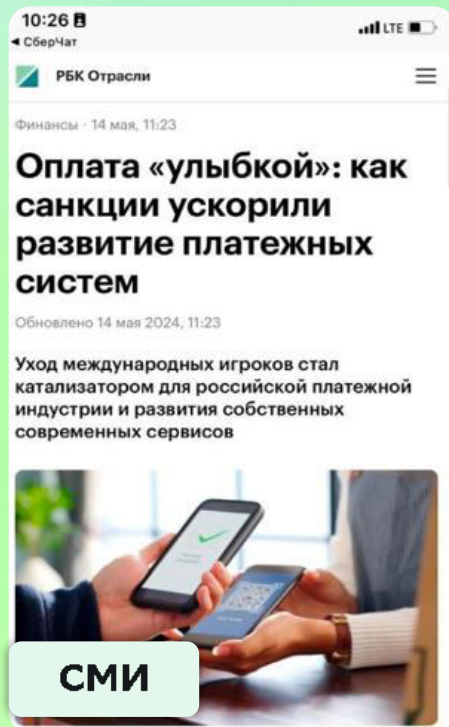 10:26
LTE
◄ СберЧат
РБК Отрасли
Финансы · 14 мая, 11:23
Оплата «улыбкой»: как
санкции ускорили
развитие платежных
систем
Обновлено 14 мая 2024, 11:23
Уход международных игроков стал
катализатором для российской платежной
индустрии и развития собственных
современных сервисов
СМИ